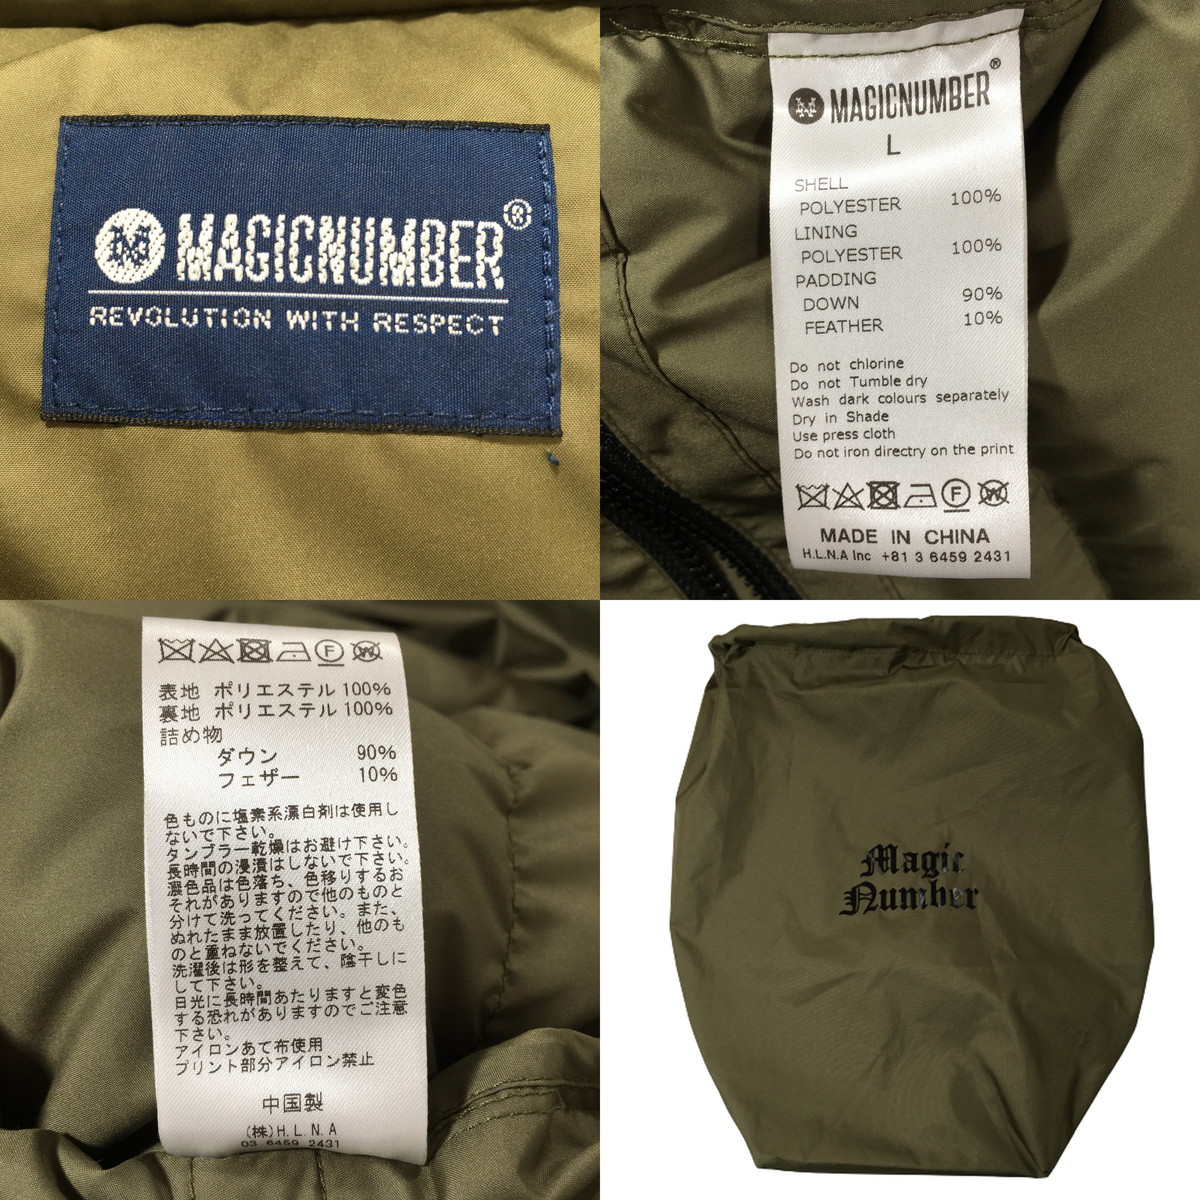 MAGICNUMBER®
REVOLUTION WITH RESPECT
MAGICNUMBER®
L
SHELL
POLYESTER 100%
LINING
POLYESTER 100%
PADDING
DOWN 90%
FEATHER 10%
Do not chlorine
Do not Tumble dry
Wash dark colours separately
Dry in Shade
Use press cloth
Do not iron directry on the print
F W
MADE IN CHINA
H.L.N.A Inc +81 3 6459 2431
F W
表地 ポリエステル 100%
裏地 ポリエステル 100%
詰め物
ダウン 90%
フェザー 10%
色ものに塩素系漂白剤は使用し
ないで下さい。
タンブラー乾燥はお避け下さい。
長時間の浸漬はしないで下さい。
濃色品は色落ち、色移りするお
それがありますので他のものと
分けて洗ってください。また、
ぬれたまま放置したり、他のも
のと重ねないでください。
洗濯後は形を整えて、陰干しに
して下さい。
日光に長時間あたりますと変色
する恐れがありますのでご注意
下さい。
アイロンあて布使用
プリント部分アイロン禁止
中国製
(株)H.L.N.A
03 6459 2431
Magic
Number